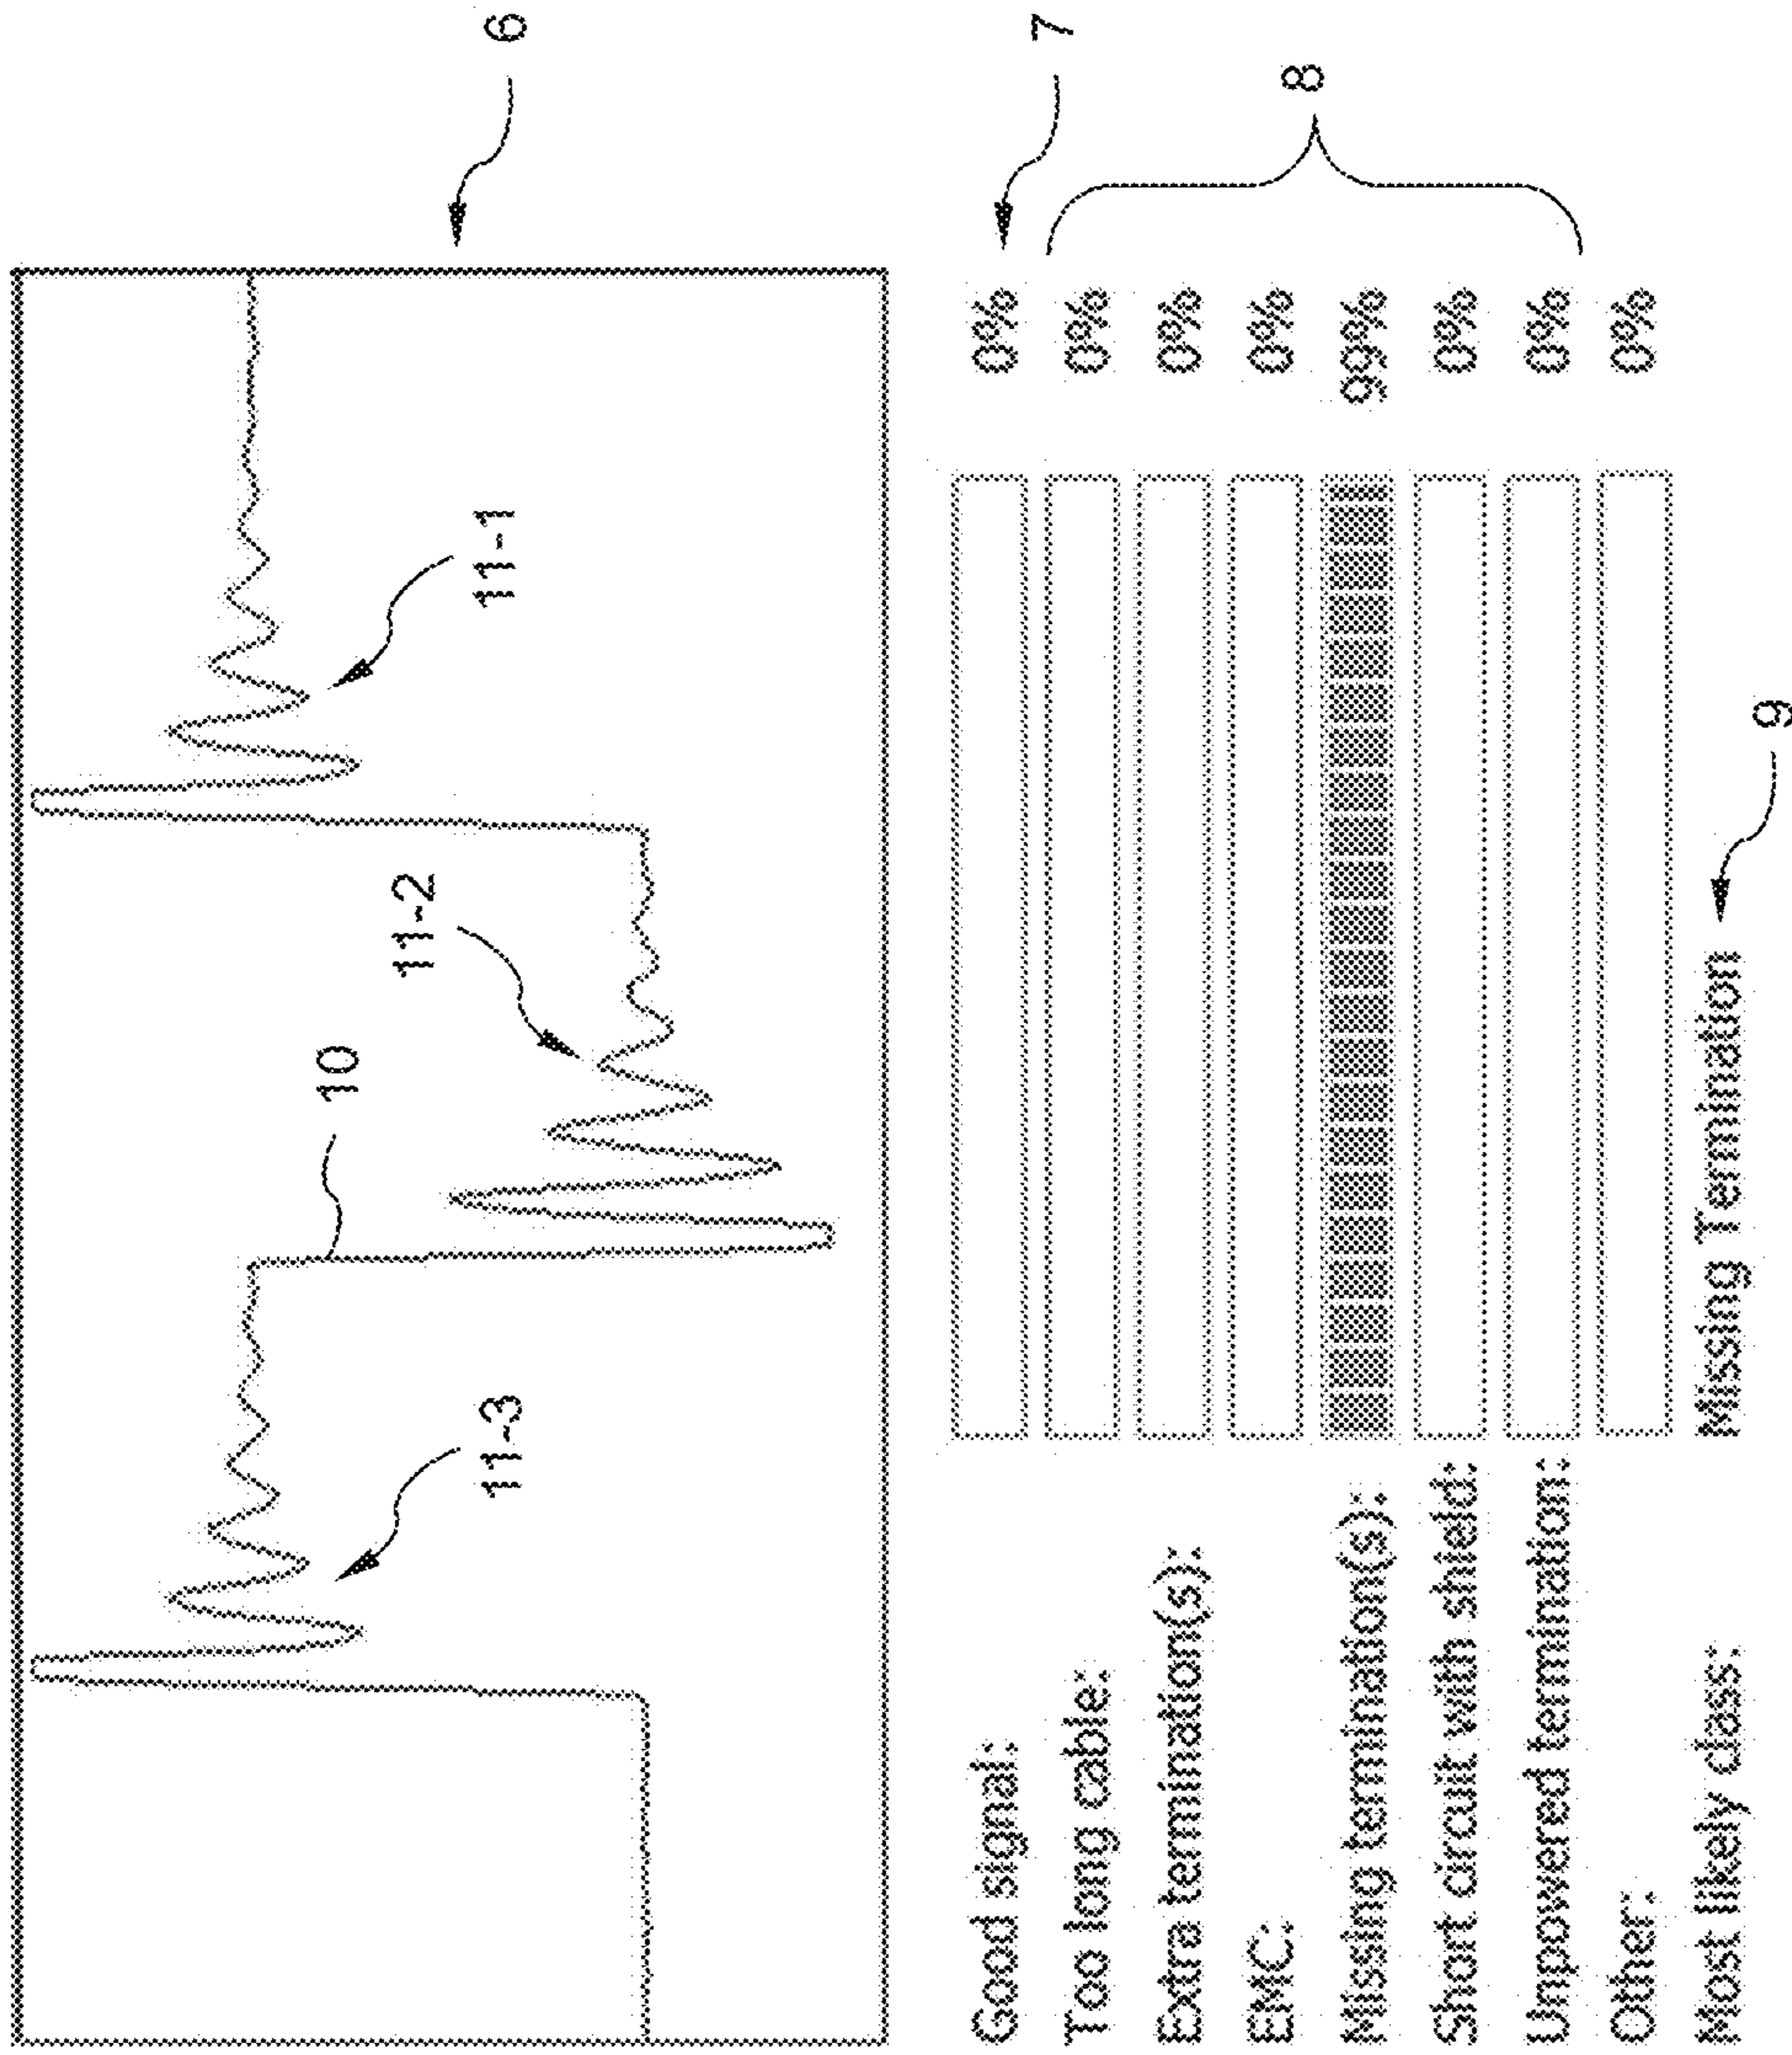 6
11-3
10
11-2
11-1
Good signal: 0%
7
Too long cable: 0%
Extra termination(s): 0%
EMC: 0%
8
Missing termination(s): 99%
Short circuit with shield: 0%
Unpowered termination: 0%
Other: 0%
Most likely class: Missing Termination
9